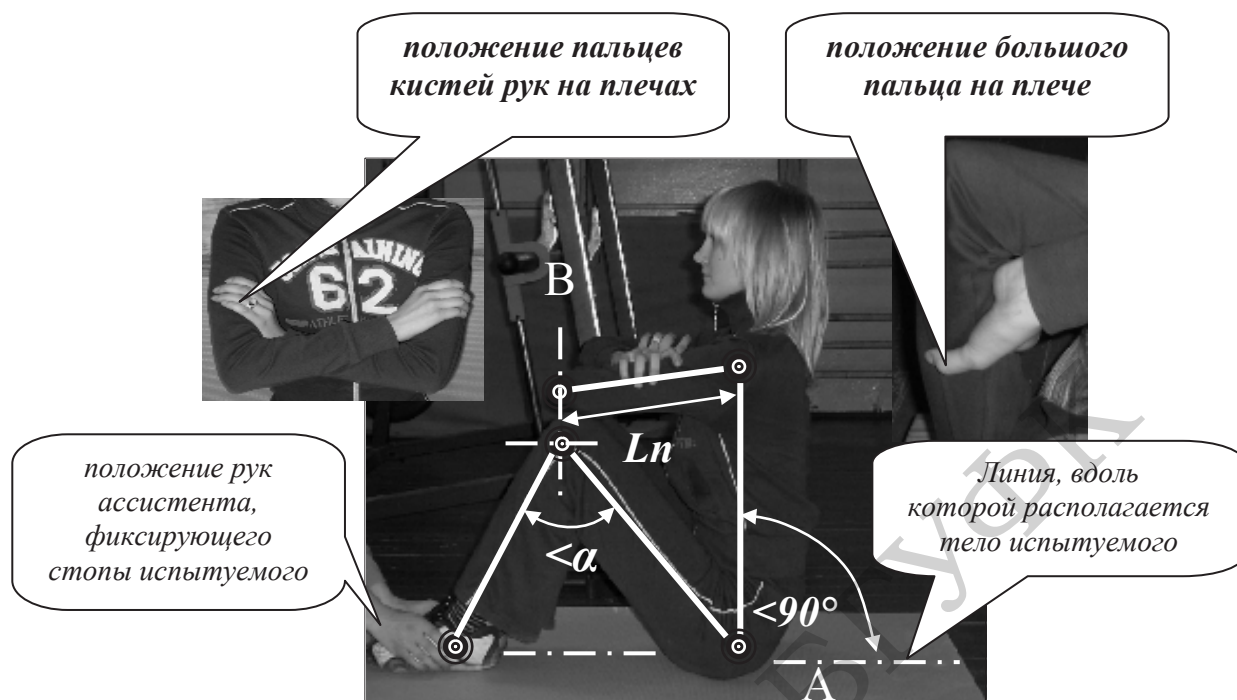 положение пальцев
кистей рук на плечах
положение большого
пальца на плече
AINING
62
B
Ln
<α
<90°
A
положение рук
ассистента,
фиксирующего
стопы испытуемого
Линия, вдоль
которой располагается
тело испытуемого